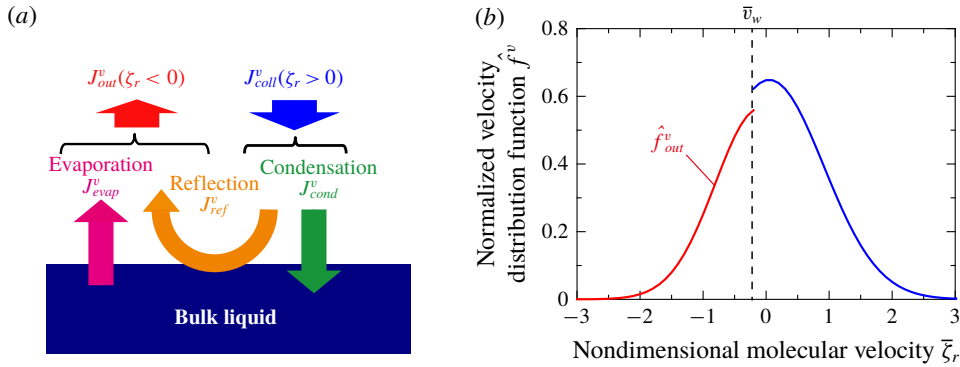 (a)
J^v_out(ζ_r < 0)
J^v_coll(ζ_r > 0)
Evaporation
J^v_evap
Reflection
J^v_ref
Condensation
J^v_cond
Bulk liquid
(b)
v̅_w
Normalized velocity
distribution function f̂^v
0.8
0.6
0.4
0.2
0
f̂^v_out
−3 −2 −1 0 1 2 3
Nondimensional molecular velocity ζ̅_r